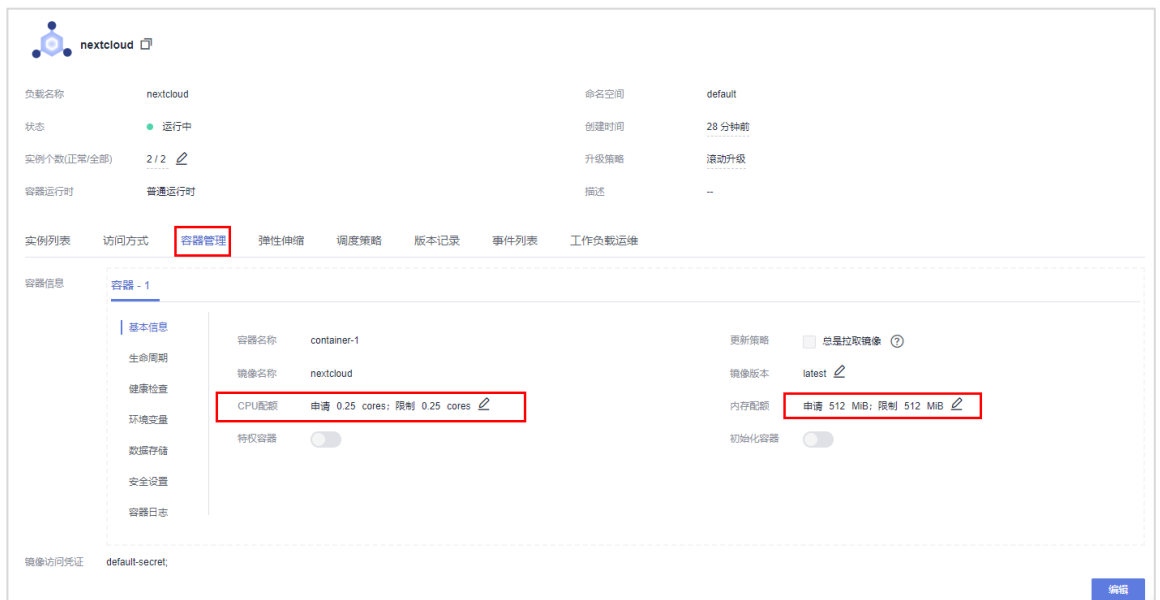 nextcloud
负载名称 nextcloud 命名空间 default
状态 运行中 创建时间 28 分钟前
实例个数(正常/全部) 2 / 2 升级策略 滚动升级
容器运行时 普通运行时 描述 --
实例列表 访问方式 容器管理 弹性伸缩 调度策略 版本记录 事件列表 工作负载运维
容器信息 容器 - 1
基本信息
生命周期
健康检查
环境变量
数据存储
安全设置
容器日志
容器名称 container-1 更新策略 总是拉取镜像 ?
镜像名称 nextcloud 镜像版本 latest
CPU配额 申请 0.25 cores; 限制 0.25 cores 内存配额 申请 512 MiB; 限制 512 MiB
特权容器 初始化容器
镜像访问凭证 default-secret;
编辑